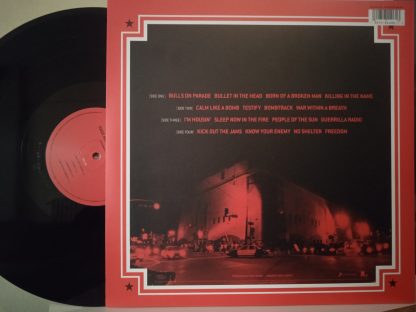 [SIDE ONE] BULLS ON PARADE BULLET IN THE HEAD BORN OF A BROKEN MAN KILLING IN THE NAME
[SIDE TWO] CALM LIKE A BOMB TESTIFY BOMBTRACK WAR WITHIN A BREATH
[SIDE THREE] I'M HOUSIN' SLEEP NOW IN THE FIRE PEOPLE OF THE SUN GUERRILLA RADIO
[SIDE FOUR] KICK OUT THE JAMS KNOW YOUR ENEMY NO SHELTER FREEDOM